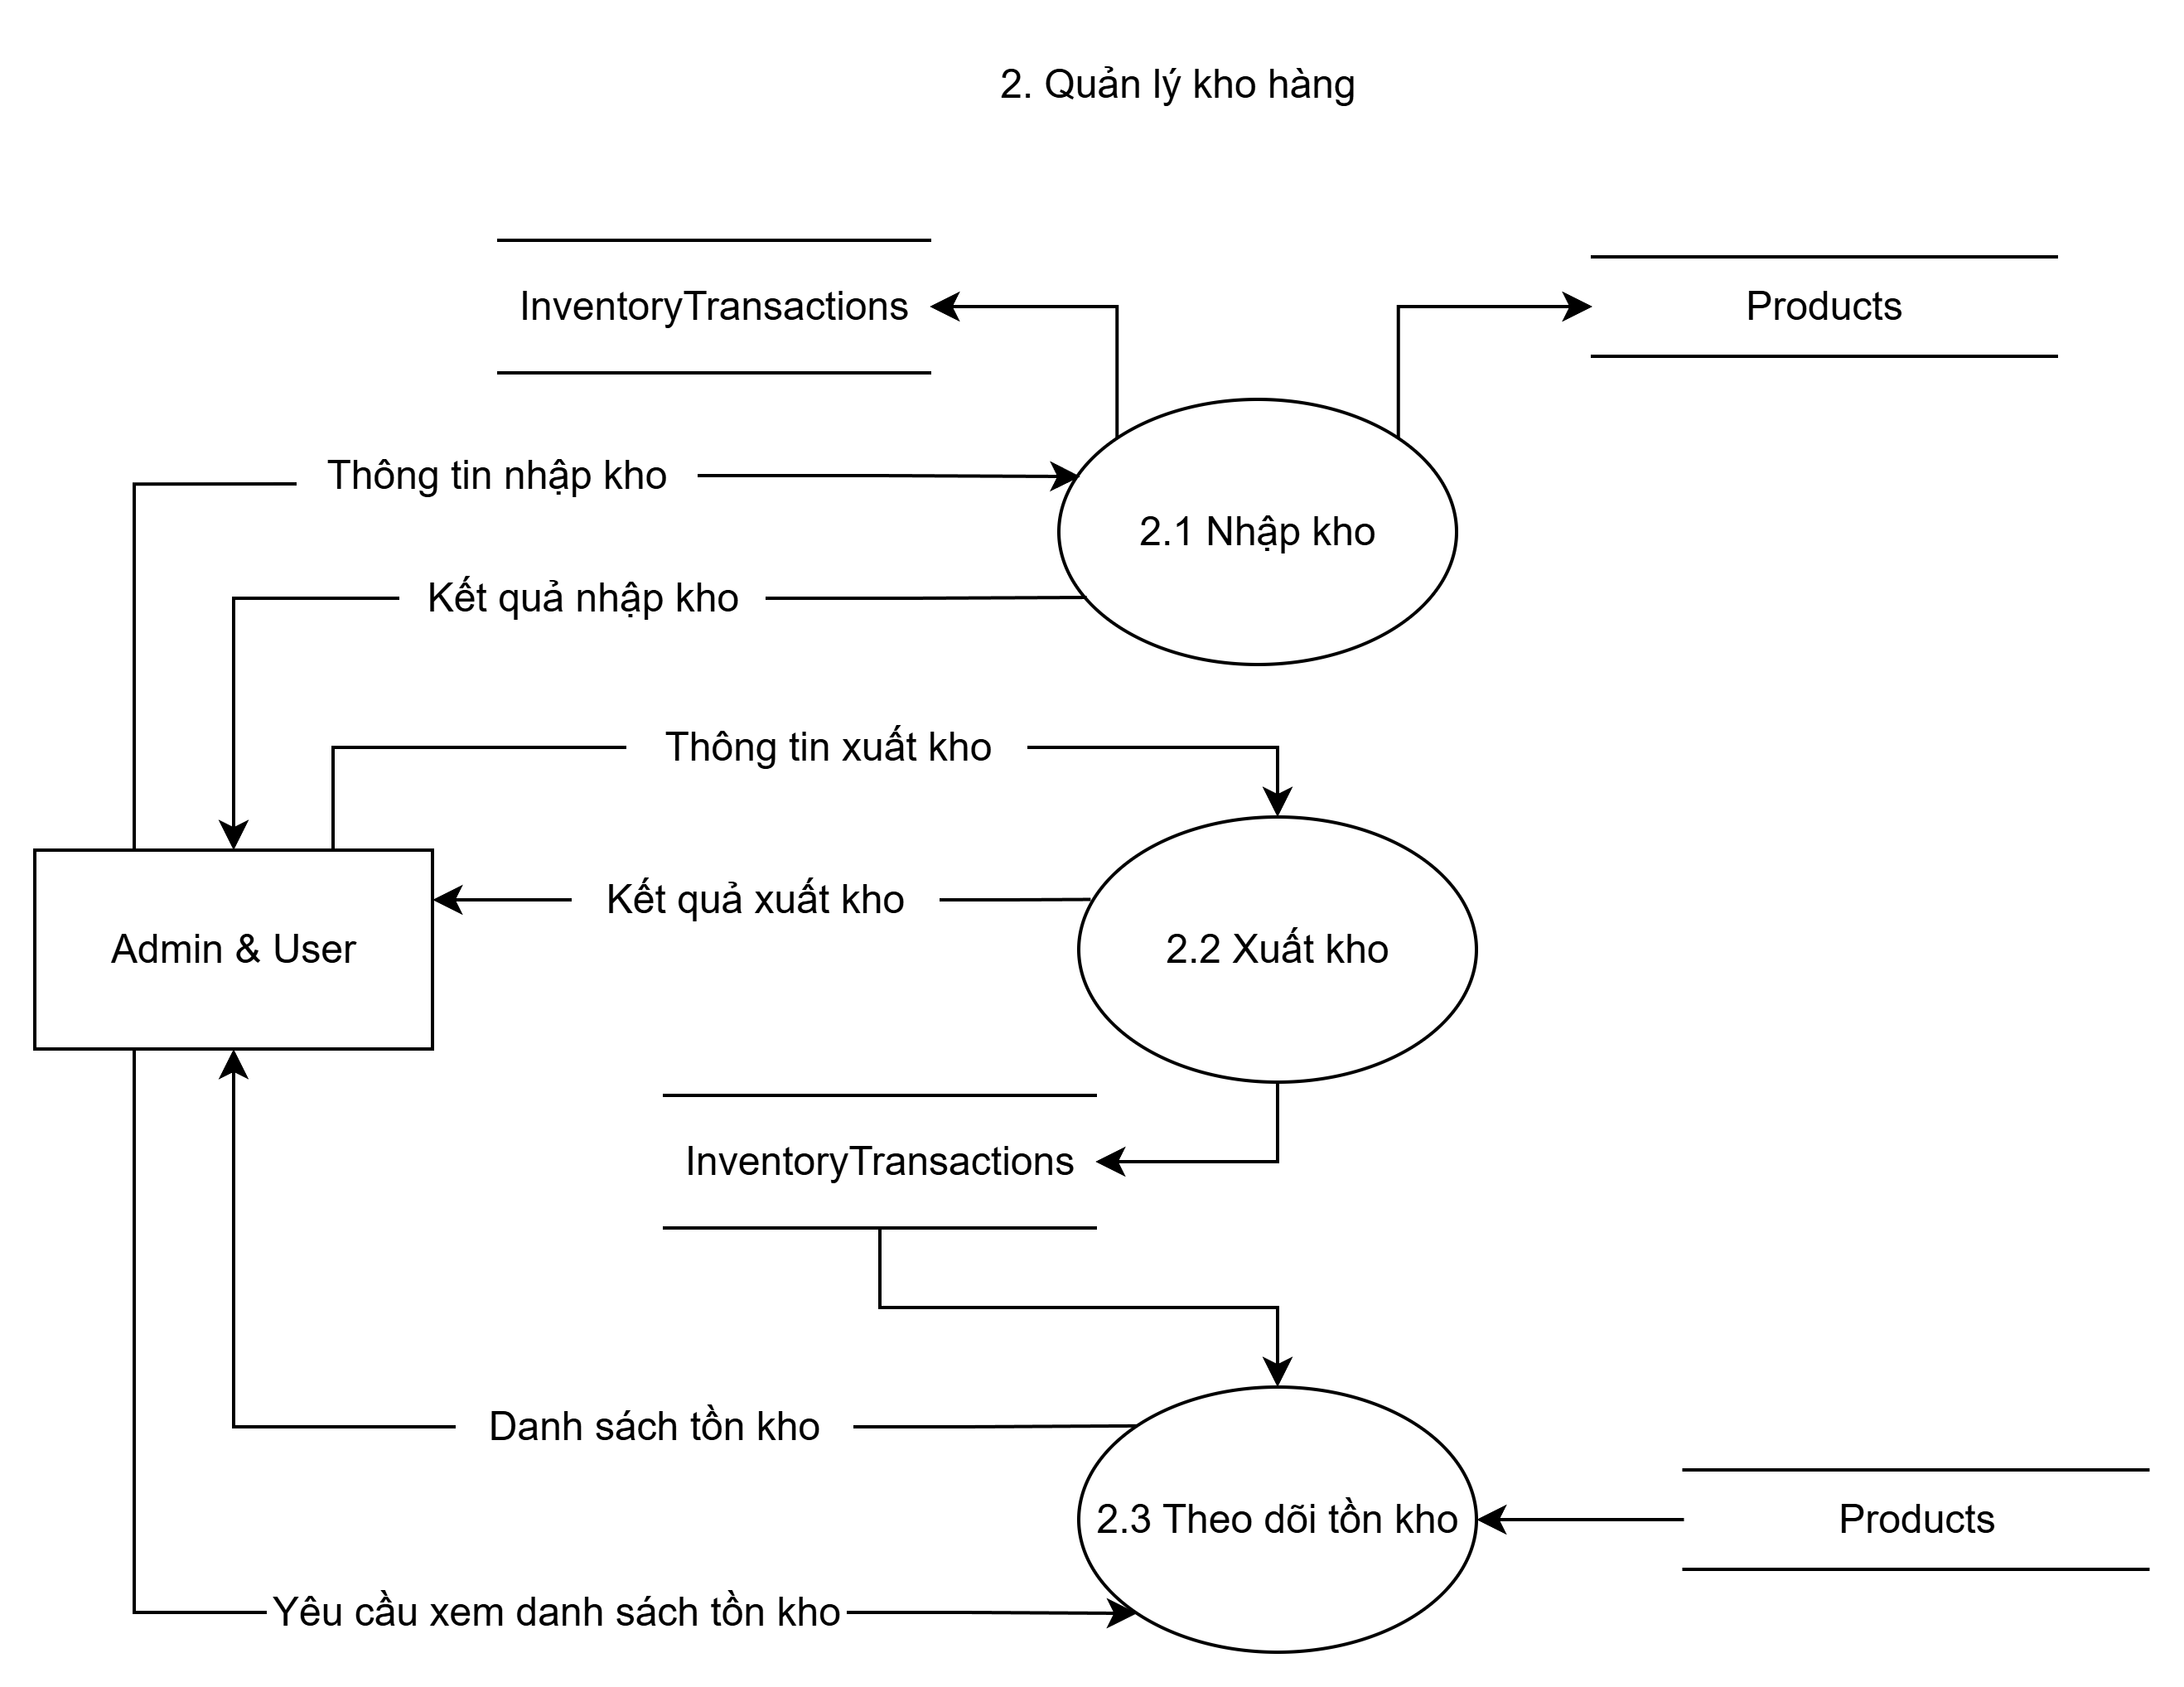 2. Quản lý kho hàng
InventoryTransactions
Products
Thông tin nhập kho
2.1 Nhập kho
Kết quả nhập kho
Thông tin xuất kho
Kết quả xuất kho
Admin & User
2.2 Xuất kho
InventoryTransactions
Danh sách tồn kho
2.3 Theo dõi tồn kho
Products
Yêu cầu xem danh sách tồn kho